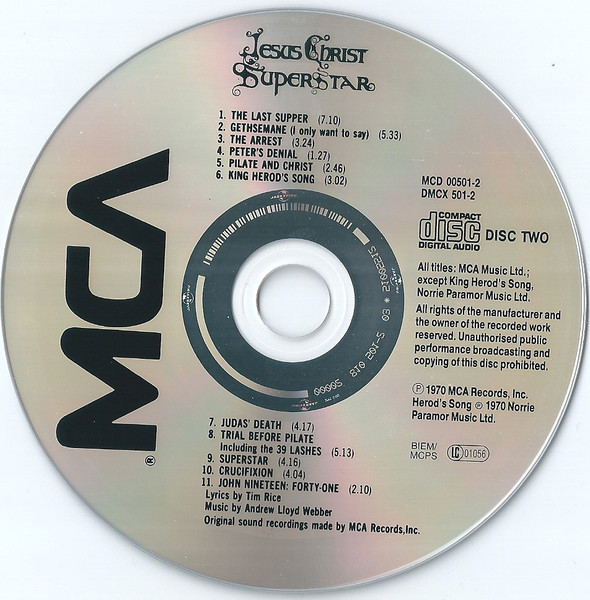 Jesus Christ
Superstar
1. THE LAST SUPPER (7.10)
2. GETHSEMANE (I only want to say) (5:33)
3. THE ARREST (3.24)
4. PETER'S DENIAL (1.27)
5. PILATE AND CHRIST (2.46)
6. KING HEROD'S SONG (3.02)
MCD 00501-2
DMCX 501-2
COMPACT
disc
DIGITAL AUDIO
DISC TWO
All titles: MCA Music Ltd.;
except King Herod's Song,
Norrie Paramor Music Ltd.
All rights of the manufacturer and
the owner of the recorded work
reserved. Unauthorised public
performance broadcasting and
copying of this disc prohibited.
Ⓟ 1970 MCA Records, Inc.
Herod's Song ℗ 1970 Norrie
Paramor Music Ltd.
BIEM/
MCPS
LC 01056
MCA®
7. JUDAS' DEATH (4.17)
8. TRIAL BEFORE PILATE
Including the 39 LASHES (5.13)
9. SUPERSTAR (4.16)
10. CRUCIFIXION (4.04)
11. JOHN NINETEEN: FORTY-ONE (2.10)
Lyrics by Tim Rice
Music by Andrew Lloyd Webber
Original sound recordings made by MCA Records,Inc.